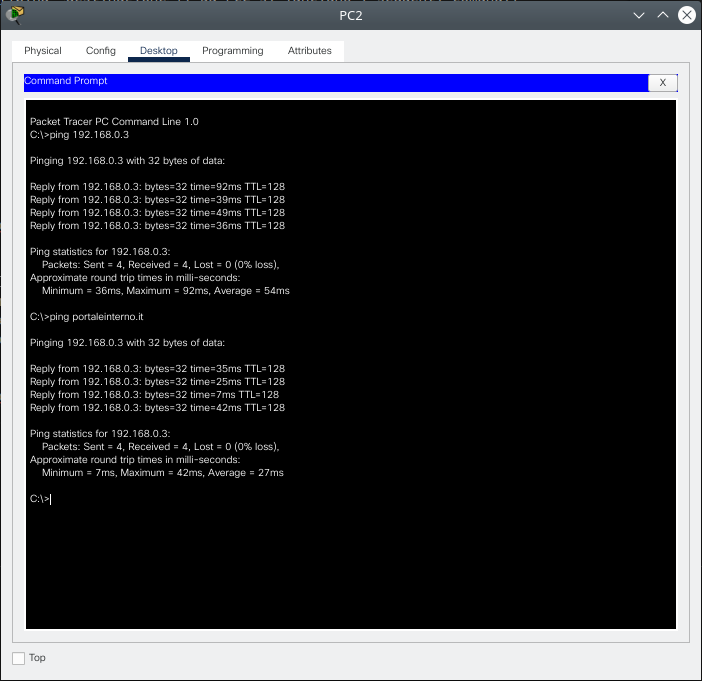 PC2
Physical Config Desktop Programming Attributes
Command Prompt
X
Packet Tracer PC Command Line 1.0
C:\>ping 192.168.0.3
Pinging 192.168.0.3 with 32 bytes of data:
Reply from 192.168.0.3: bytes=32 time=92ms TTL=128
Reply from 192.168.0.3: bytes=32 time=39ms TTL=128
Reply from 192.168.0.3: bytes=32 time=49ms TTL=128
Reply from 192.168.0.3: bytes=32 time=36ms TTL=128
Ping statistics for 192.168.0.3:
Packets: Sent = 4, Received = 4, Lost = 0 (0% loss),
Approximate round trip times in milli-seconds:
Minimum = 36ms, Maximum = 92ms, Average = 54ms
C:\>ping portaleinterno.it
Pinging 192.168.0.3 with 32 bytes of data:
Reply from 192.168.0.3: bytes=32 time=35ms TTL=128
Reply from 192.168.0.3: bytes=32 time=25ms TTL=128
Reply from 192.168.0.3: bytes=32 time=7ms TTL=128
Reply from 192.168.0.3: bytes=32 time=42ms TTL=128
Ping statistics for 192.168.0.3:
Packets: Sent = 4, Received = 4, Lost = 0 (0% loss),
Approximate round trip times in milli-seconds:
Minimum = 7ms, Maximum = 42ms, Average = 27ms
C:\>
Top